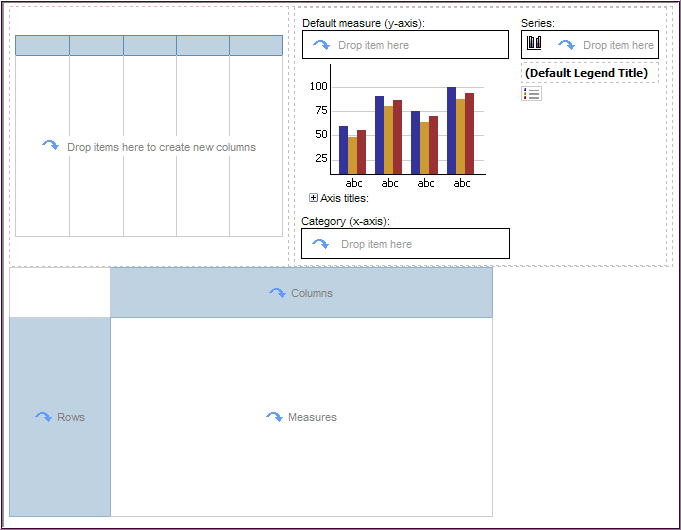 Drop items here to create new columns
Default measure (y-axis):
Drop item here
Series:
Drop item here
(Default Legend Title)
100
75
50
25
abc abc abc abc
Axis titles:
Category (x-axis):
Drop item here
Columns
Rows
Measures